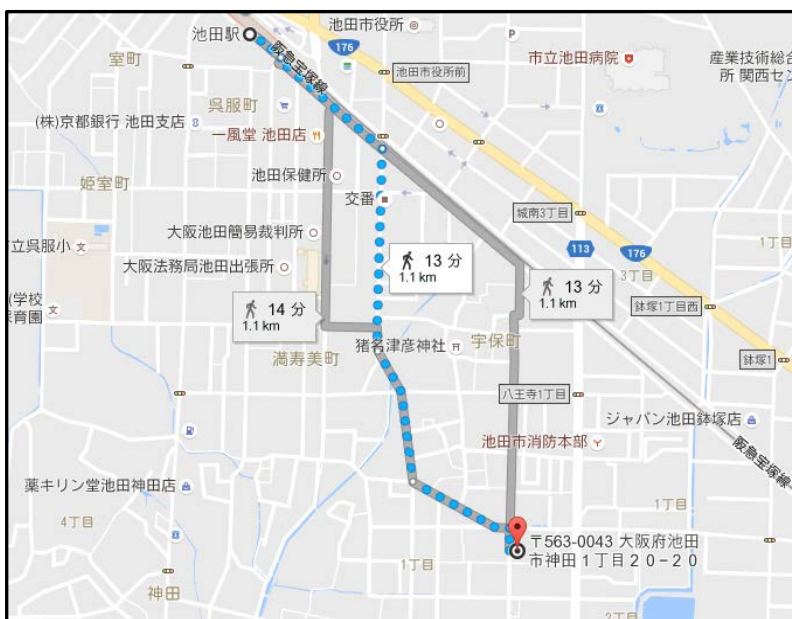 池田市役所
池田駅
阪急宝塚線
176
P
室町
池田市役所前
市立池田病院
産業技術総合
所 関西セン
呉服町
(株)京都銀行 池田支店
一風堂 池田店
池田保健所
姫室町
交番
城南3丁目
大阪池田簡易裁判所
113
176
1丁目
立呉服小
13 分
1.1 km
大阪法務局池田出張所
3丁目
13 分
1.1 km
(学校
保育園
14 分
1.1 km
鉢塚1丁目西
猪名津彦神社
宇保町
満寿美町
鉢塚1
八王寺1丁目
ジャパン池田鉢塚店
池田市消防本部
阪急宝塚線
薬キリン堂池田神田店
1丁目
4丁目
〒563-0043 大阪府池田
市神田1丁目20-20
1丁目
神田
2丁目